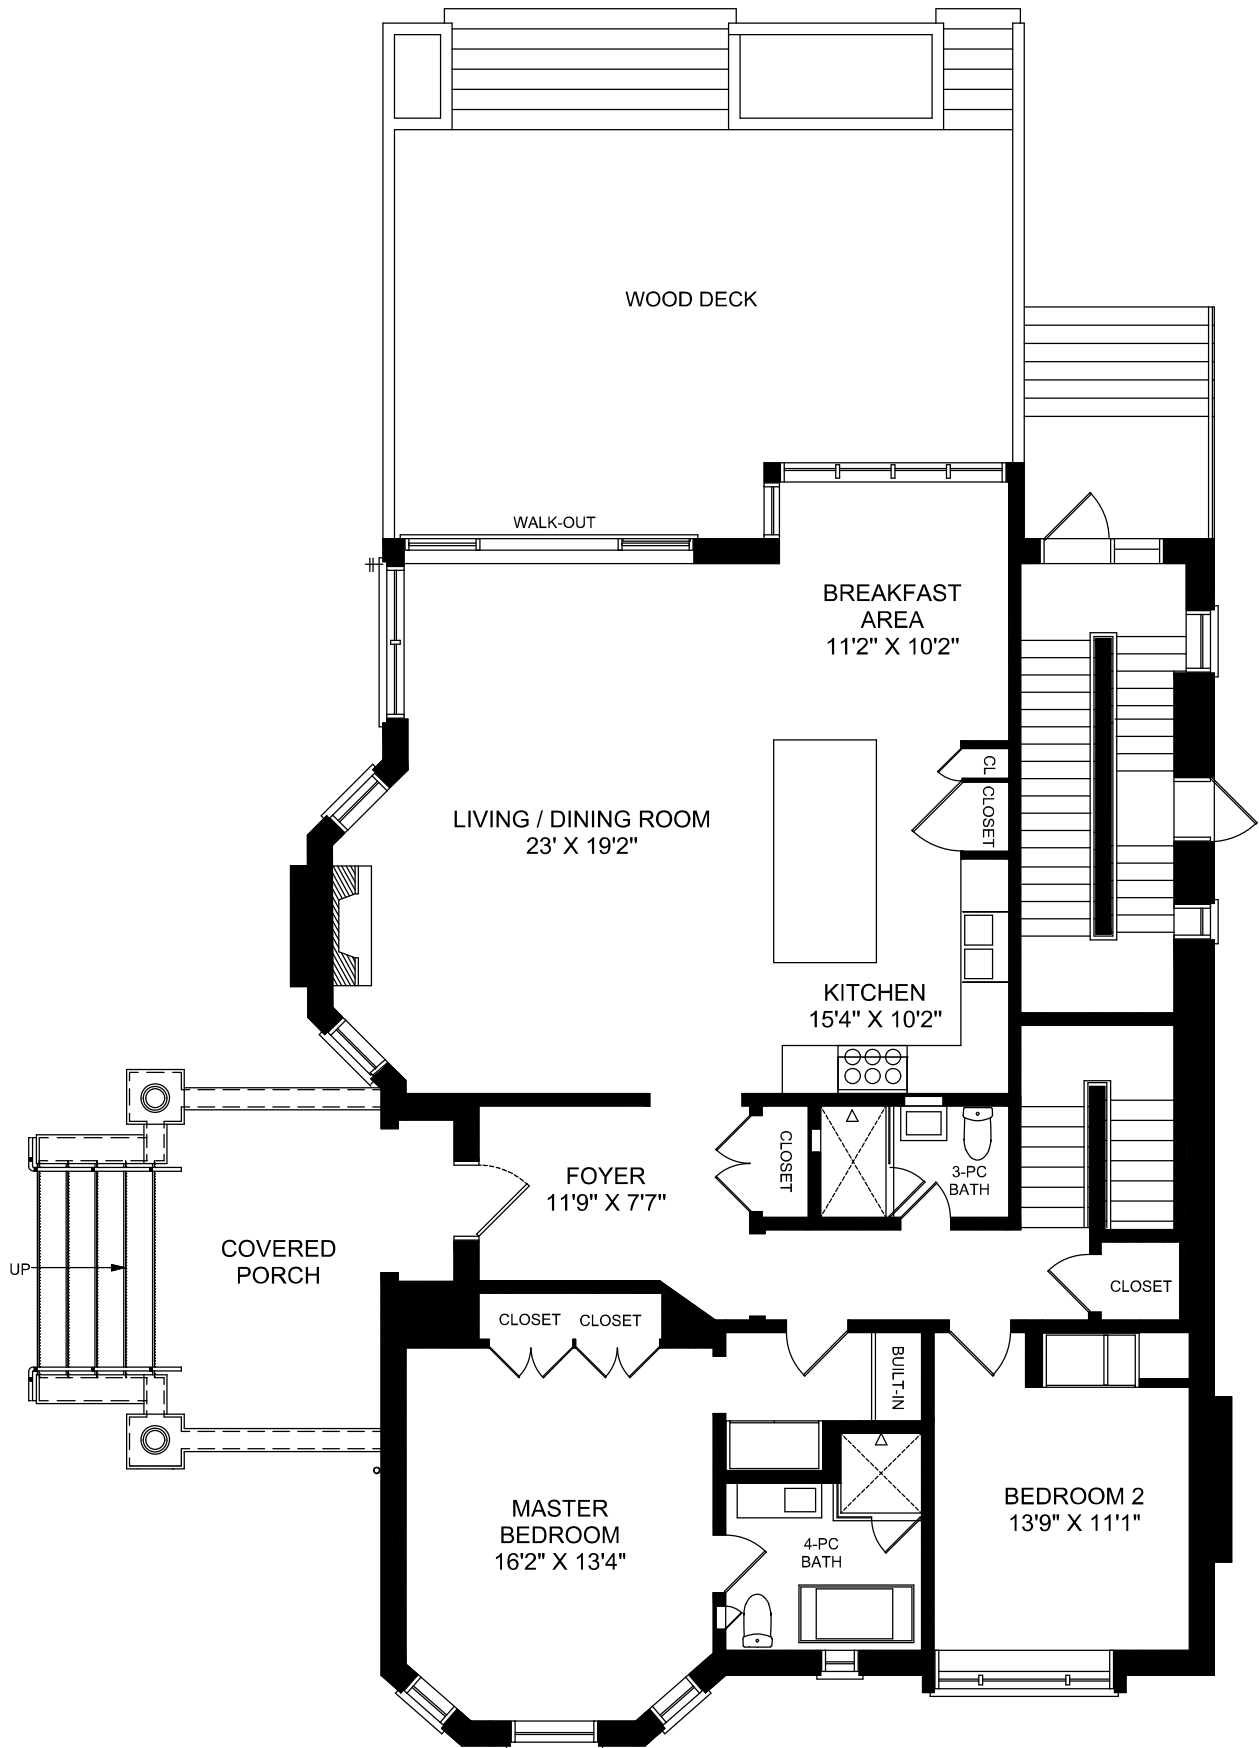 WOOD DECK
WALK-OUT
BREAKFAST
AREA
11'2" X 10'2"
CL
CLOSET
LIVING / DINING ROOM
23' X 19'2"
KITCHEN
15'4" X 10'2"
FOYER
11'9" X 7'7"
CLOSET
3-PC
BATH
COVERED
PORCH
UP
CLOSET
CLOSET
CLOSET
BUILT-IN
MASTER
BEDROOM
16'2" X 13'4"
4-PC
BATH
BEDROOM 2
13'9" X 11'1"